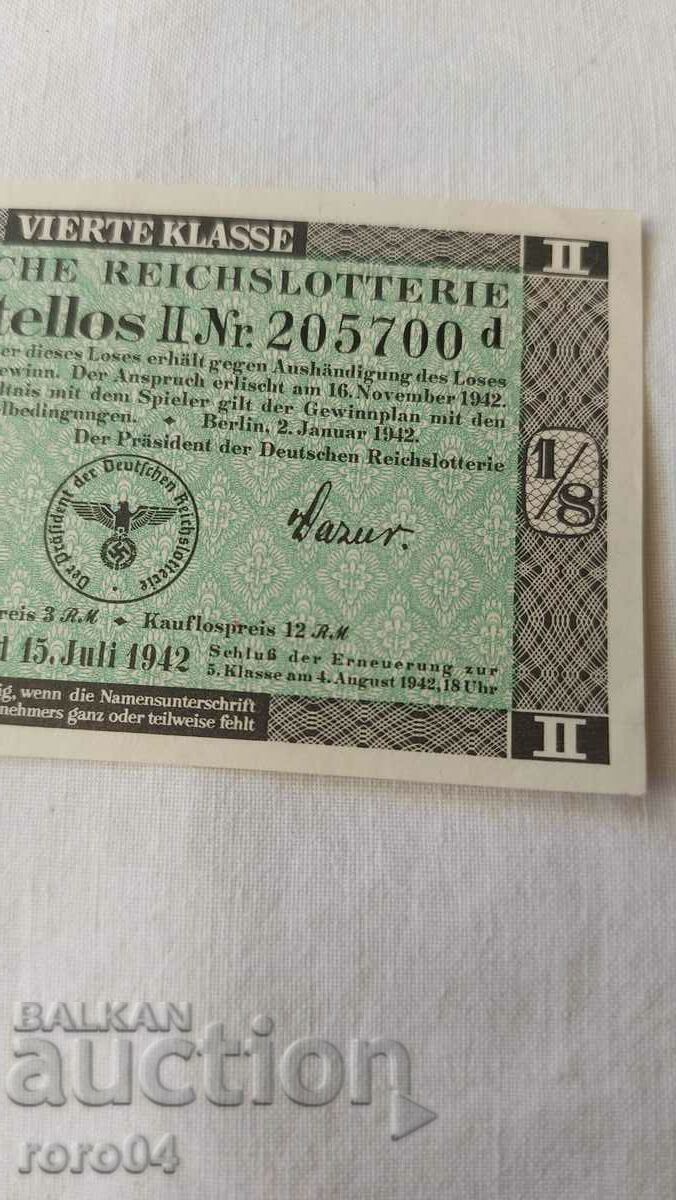 VIERTE KLASSE
II
CHE REICHSLOTTERIE
tellos II Nr. 205700 d
er dieses Loses erhält gegen Aushändigung des Loses
ewinn. Der Anspruch erlischt am 16. November 1942.
ltnis mit dem Spieler gilt der Gewinnplan mit den
lbedingungen. Berlin, 2. Januar 1942.
Der Präsident der Deutschen Reichslotterie
1/8
Der Präsident der Deutschen Reichslotterie
Dazur.
reis 3 RM Kauflospreis 12 RM
d 15. Juli 1942 Schluß der Erneuerung zur
5. Klasse am 4. August 1942, 18 Uhr
ig, wenn die Namensunterschrift
nehmers ganz oder teilweise fehlt
II
BALKAN
auction
roro04